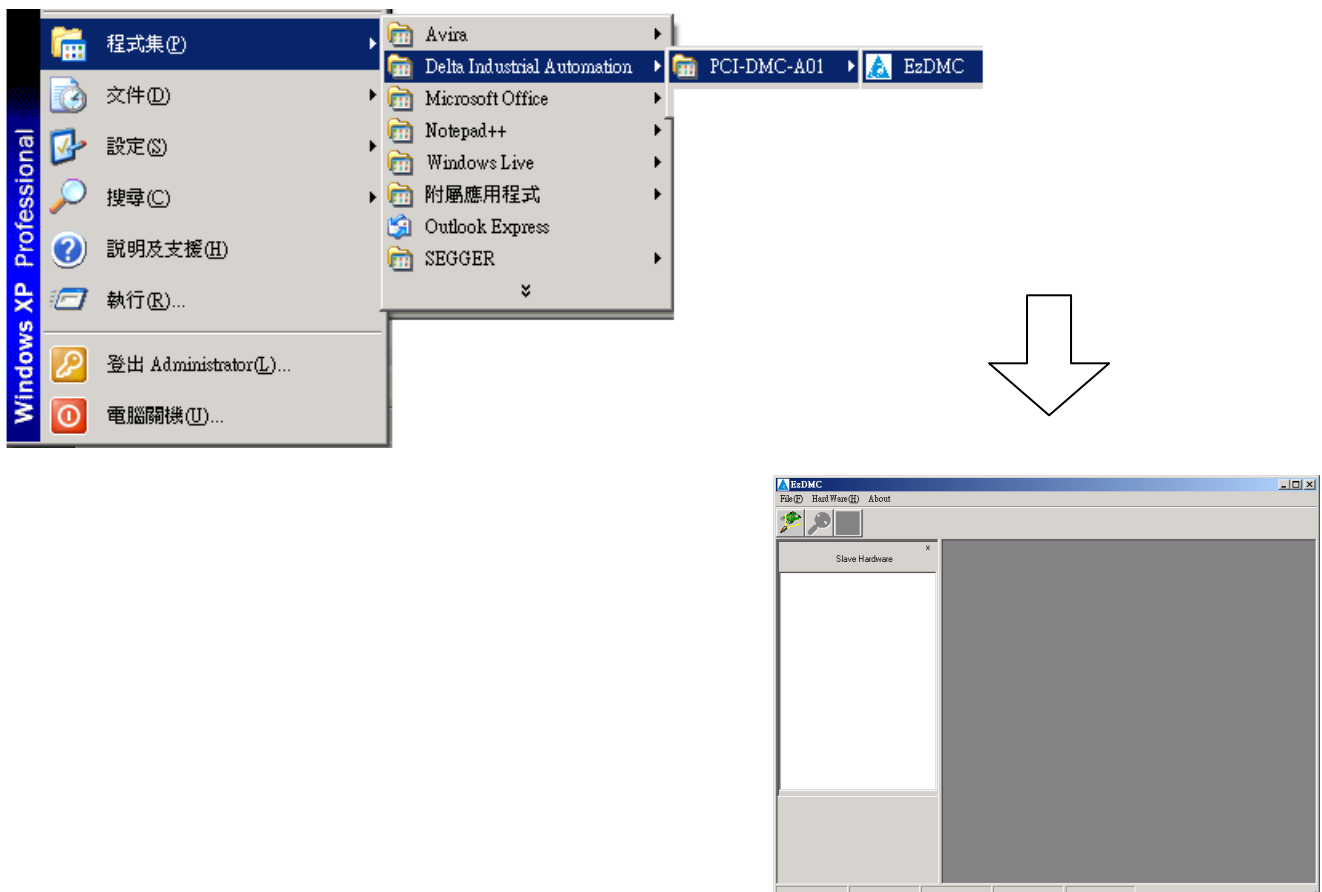 Windows XP Professional
程式集(P)
文件(D)
設定(S)
搜尋(C)
說明及支援(H)
執行(R)...
登出 Administrator(L)...
電腦關機(U)...
Avira
Delta Industrial Automation
Microsoft Office
Notepad++
Windows Live
附屬應用程式
Outlook Express
SEGGER
PCI-DMC-A01
EzDMC
EzDMC
File(F) Hard Ware(H) About
Slave Hardware
x